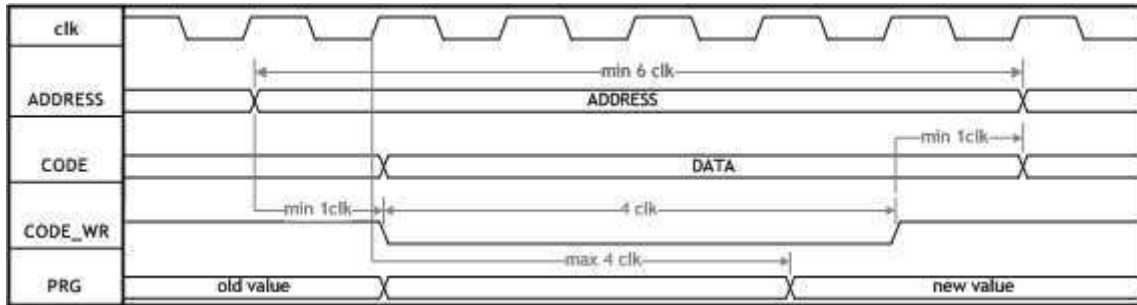 clk
min 6 clk
ADDRESS ADDRESS
min 1clk
CODE DATA
min 1clk 4 clk
CODE_WR
max 4 clk
PRG old value new value